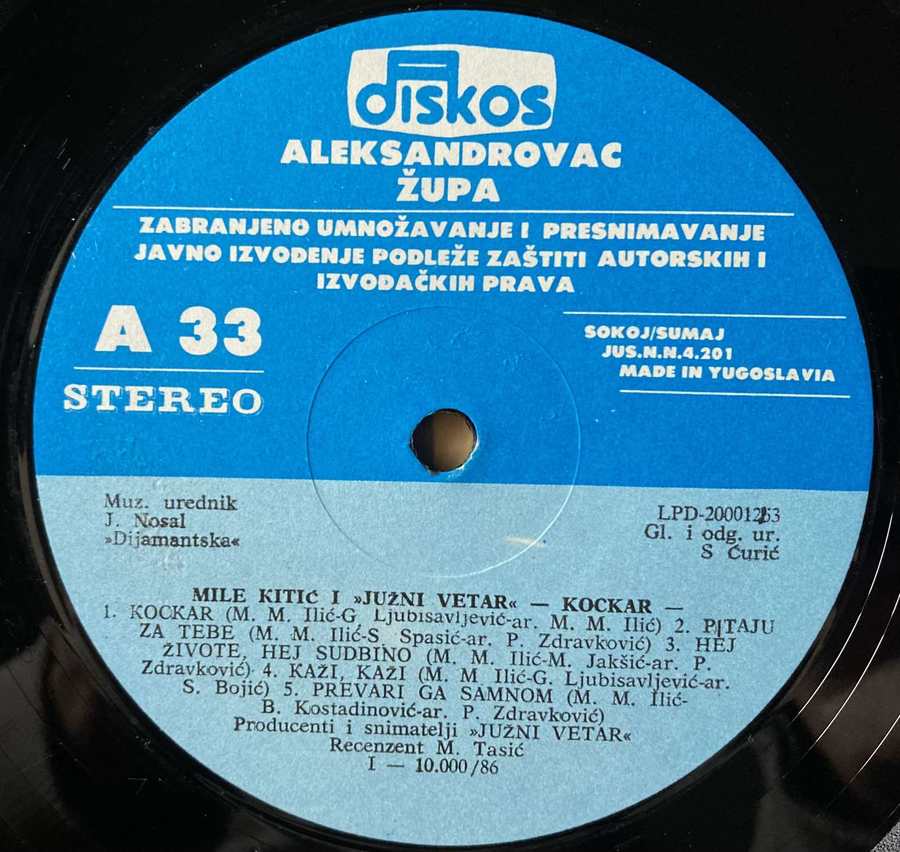 diskos
ALEKSANDROVAC
ŽUPA
ZABRANJENO UMNOŽAVANJE I PRESNIMAVANJE
JAVNO IZVOĐENJE PODLEŽE ZAŠTITI AUTORSKIH I
IZVOĐAČKIH PRAVA
A 33
STEREO
SOKOJ/SUMAJ
JUS.N.N.4.201
MADE IN YUGOSLAVIA
Muz. urednik
J. Nosal
»Dijamantska«
Gl. i odg. ur.
S Ćurić
MILE KITIĆ I »JUŽNI VETAR« — KOCKAR —
1. KOCKAR (M. M. Ilić-G. Ljubisavljević-ar. M. M. Ilić) 2. PITAJU
ZA TEBE (M. M. Ilić-S. Spasić-ar. P. Zdravković) 3. HEJ
ŽIVOTE, HEJ SUDBINO (M. M. Ilić-M. Jakšić-ar. P.
Zdravković) 4. KAŽI, KAŽI (M. M Ilić-G. Ljubisavljević-ar.
S. Bojić) 5. PREVARI GA SAMNOM (M. M. Ilić-
B. Kostadinović-ar. P. Zdravković)
Producenti i snimatelji »JUŽNI VETAR«
Recenzent M. Tasić
I — 10.000/86